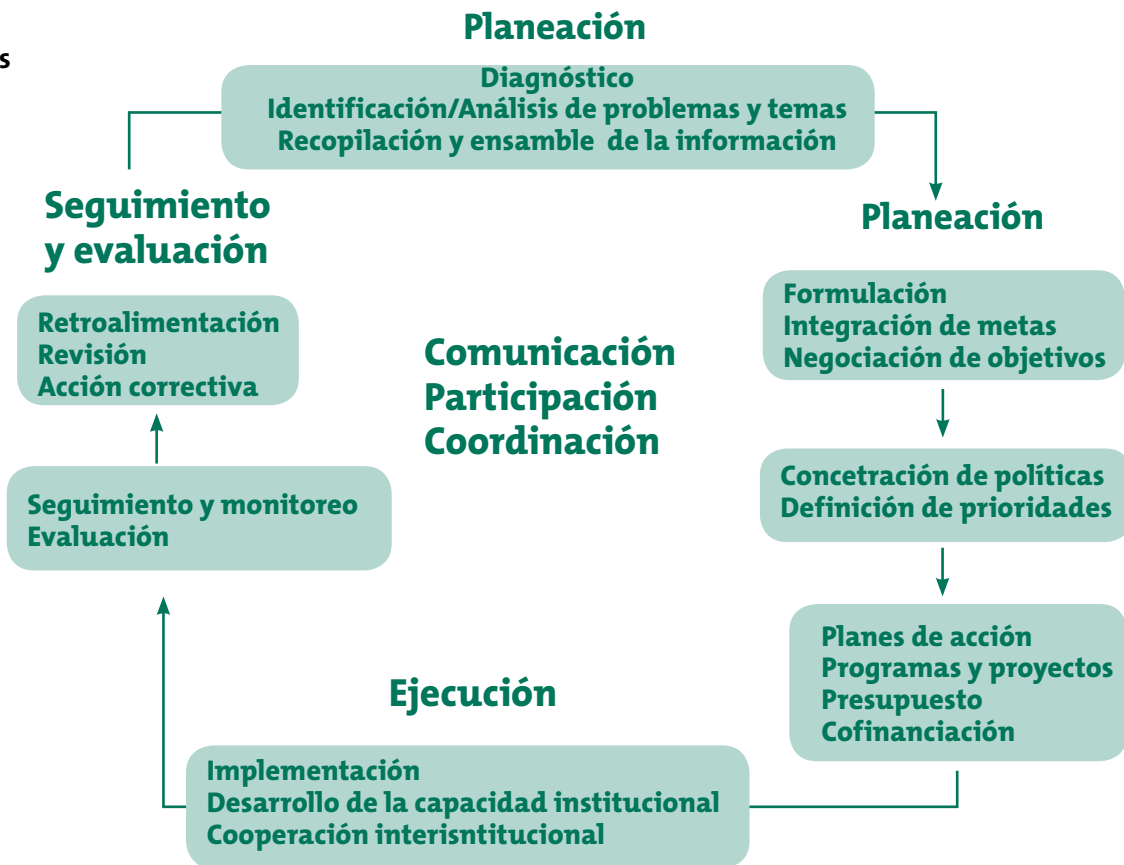 Planeación
s
Diagnóstico
Identificación/Análisis de problemas y temas
Recopilación y ensamble de la información
Seguimiento
y evaluación
Planeación
Retroalimentación
Revisión
Acción correctiva
Comunicación
Participación
Coordinación
Formulación
Integración de metas
Negociación de objetivos
Seguimiento y monitoreo
Evaluación
Concetración de políticas
Definición de prioridades
Planes de acción
Programas y proyectos
Presupuesto
Cofinanciación
Ejecución
Implementación
Desarrollo de la capacidad institucional
Cooperación interisntitucional